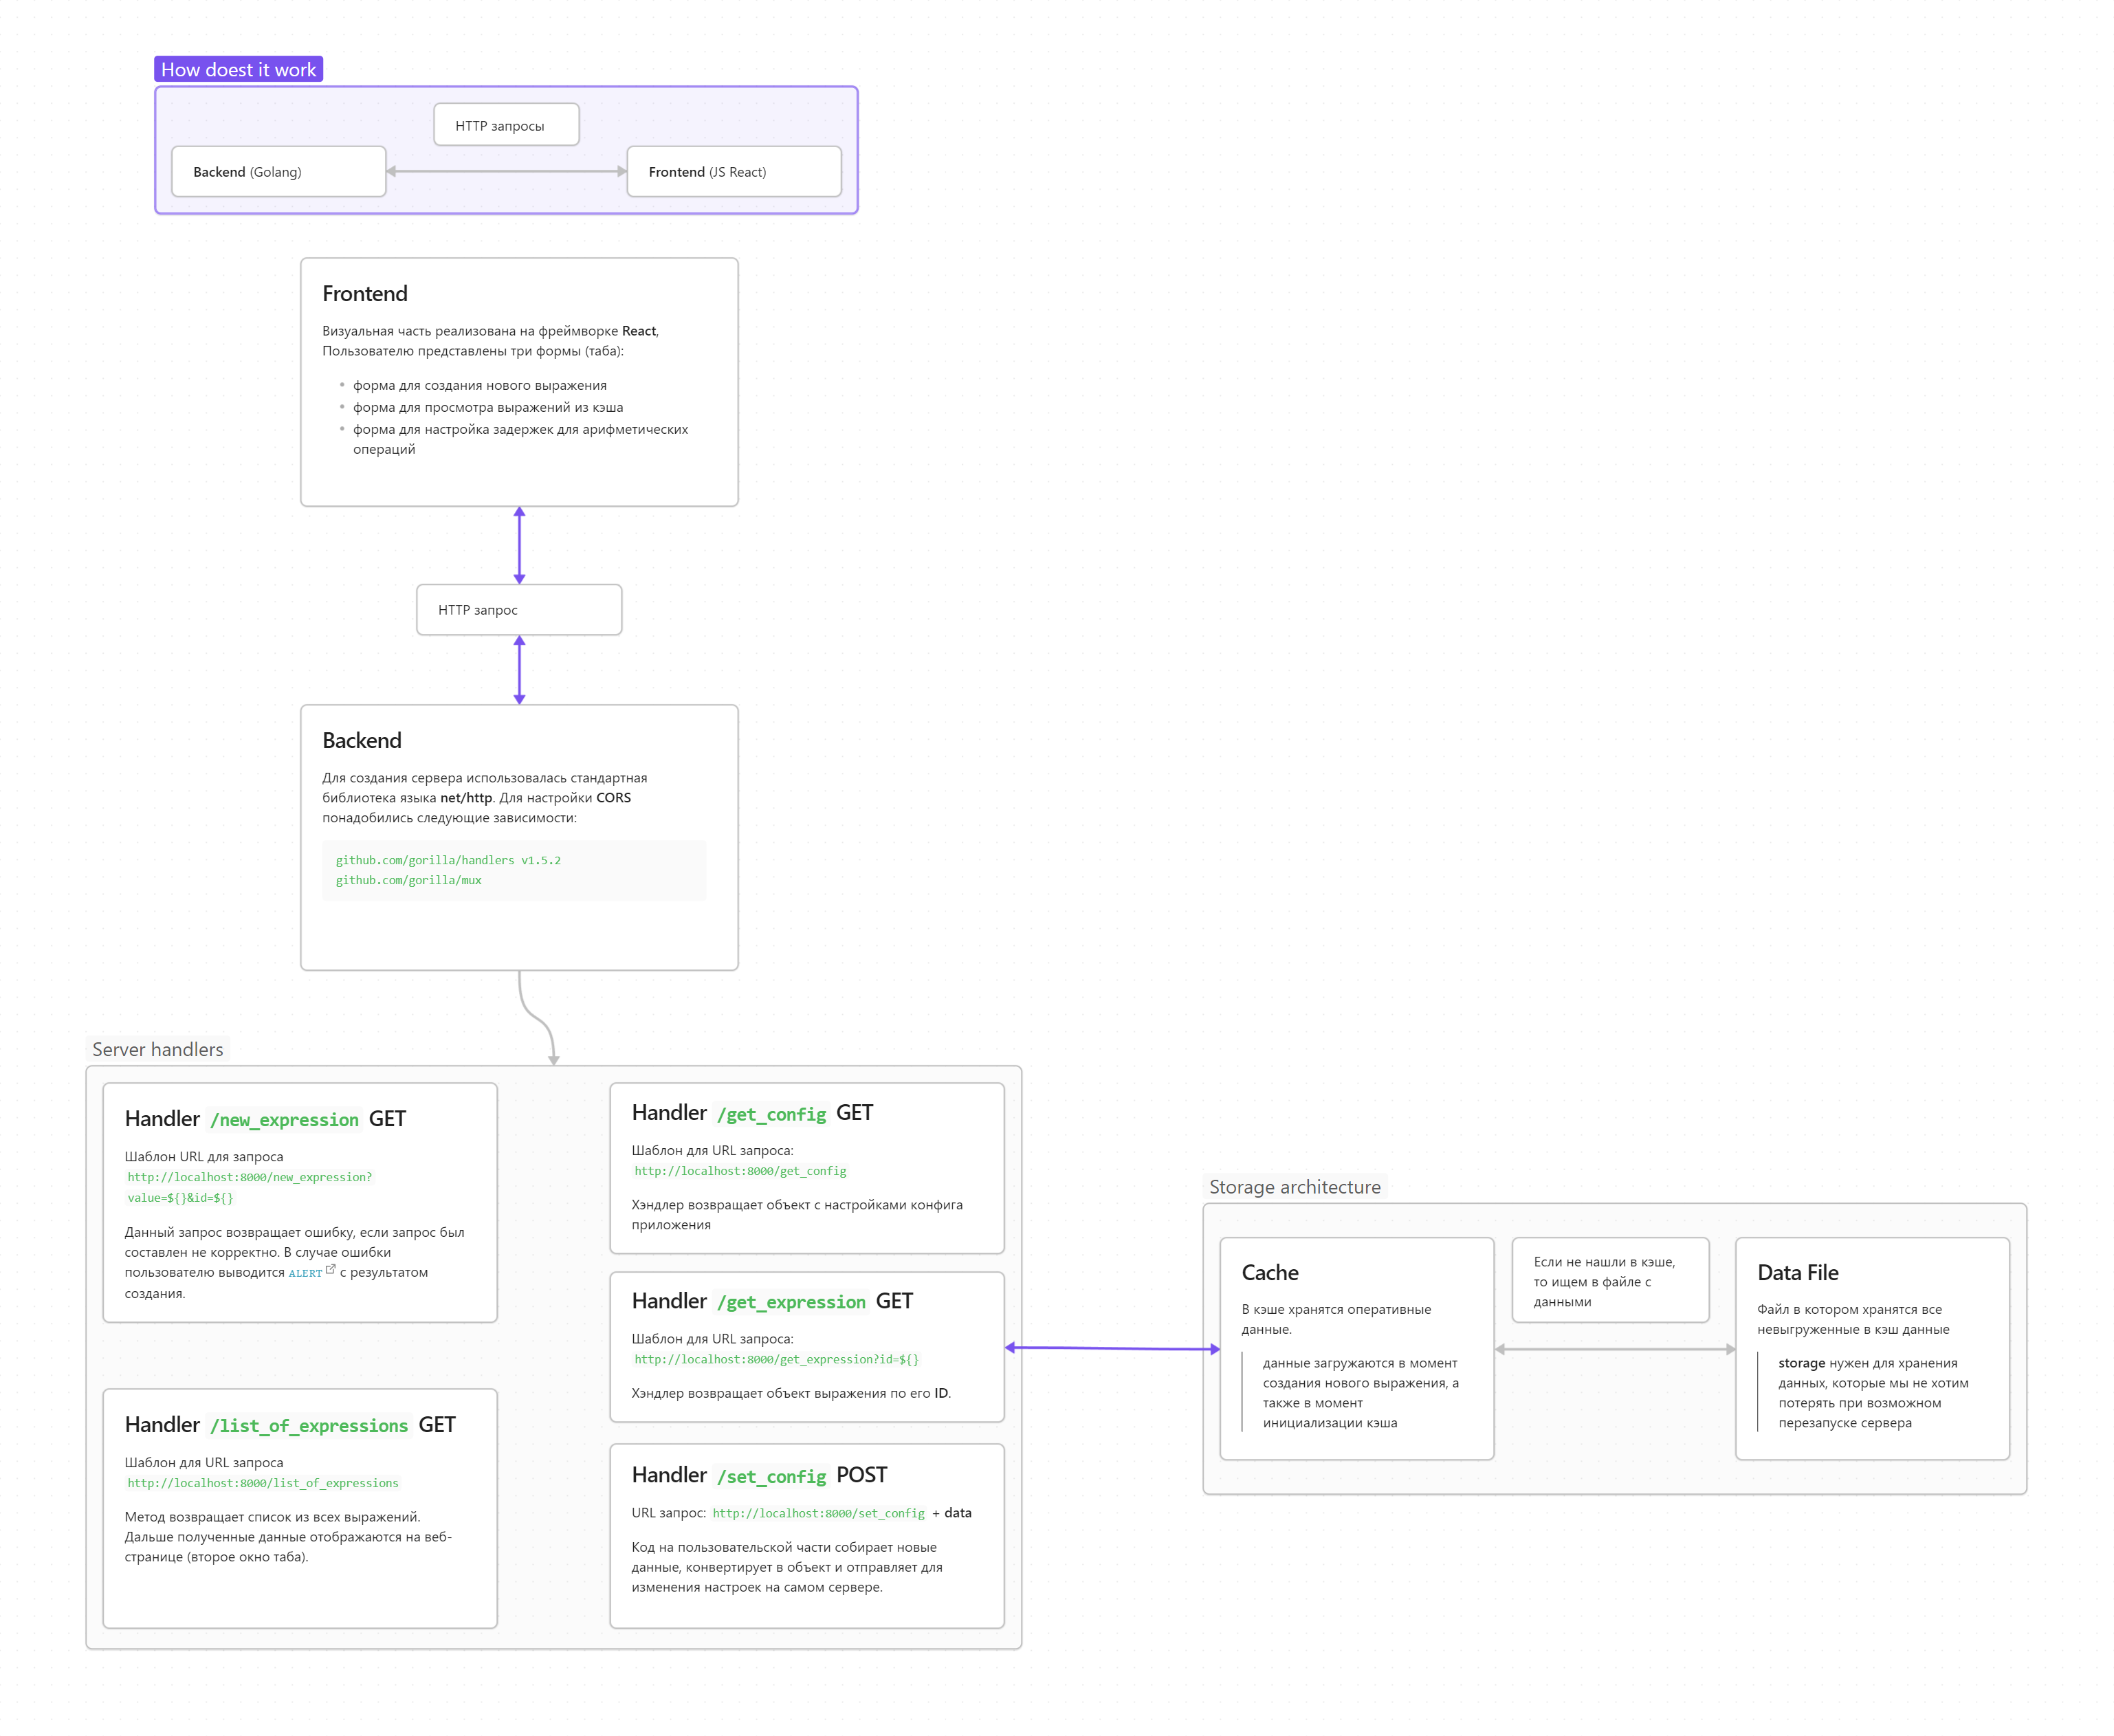 How doest it work
HTTP запросы
Backend (Golang)
Frontend (JS React)
Frontend
Визуальная часть реализована на фреймворке React,
Пользователю представлены три формы (таба):
• форма для создания нового выражения
• форма для просмотра выражений из кэша
• форма для настройка задержек для арифметических
операций
HTTP запрос
Backend
Для создания сервера использовалась стандартная
библиотека языка net/http. Для настройки CORS
понадобились следующие зависимости:
github.com/gorilla/handlers v1.5.2
github.com/gorilla/mux
Server handlers
Handler /new_expression GET
Шаблон URL для запроса
http://localhost:8000/new_expression?
value=${}&id=${}
Данный запрос возвращает ошибку, если запрос был
составлен не корректно. В случае ошибки
пользователю выводится ALERT с результатом
создания.
Handler /list_of_expressions GET
Шаблон для URL запроса
http://localhost:8000/list_of_expressions
Метод возвращает список из всех выражений.
Дальше полученные данные отображаются на веб-
странице (второе окно таба).
Handler /get_config GET
Шаблон для URL запроса:
http://localhost:8000/get_config
Хэндлер возвращает объект с настройками конфига
приложения
Handler /get_expression GET
Шаблон для URL запроса:
http://localhost:8000/get_expression?id=${}
Хэндлер возвращает объект выражения по его ID.
Handler /set_config POST
URL запрос: http://localhost:8000/set_config + data
Код на пользовательской части собирает новые
данные, конвертирует в объект и отправляет для
изменения настроек на самом сервере.
Storage architecture
Cache
В кэше хранятся оперативные
данные.
данные загружаются в момент
создания нового выражения, а
также в момент
инициализации кэша
Если не нашли в кэше,
то ищем в файле с
данными
Data File
Файл в котором хранятся все
невыгруженные в кэш данные
storage нужен для хранения
данных, которые мы не хотим
потерять при возможном
перезапуске сервера